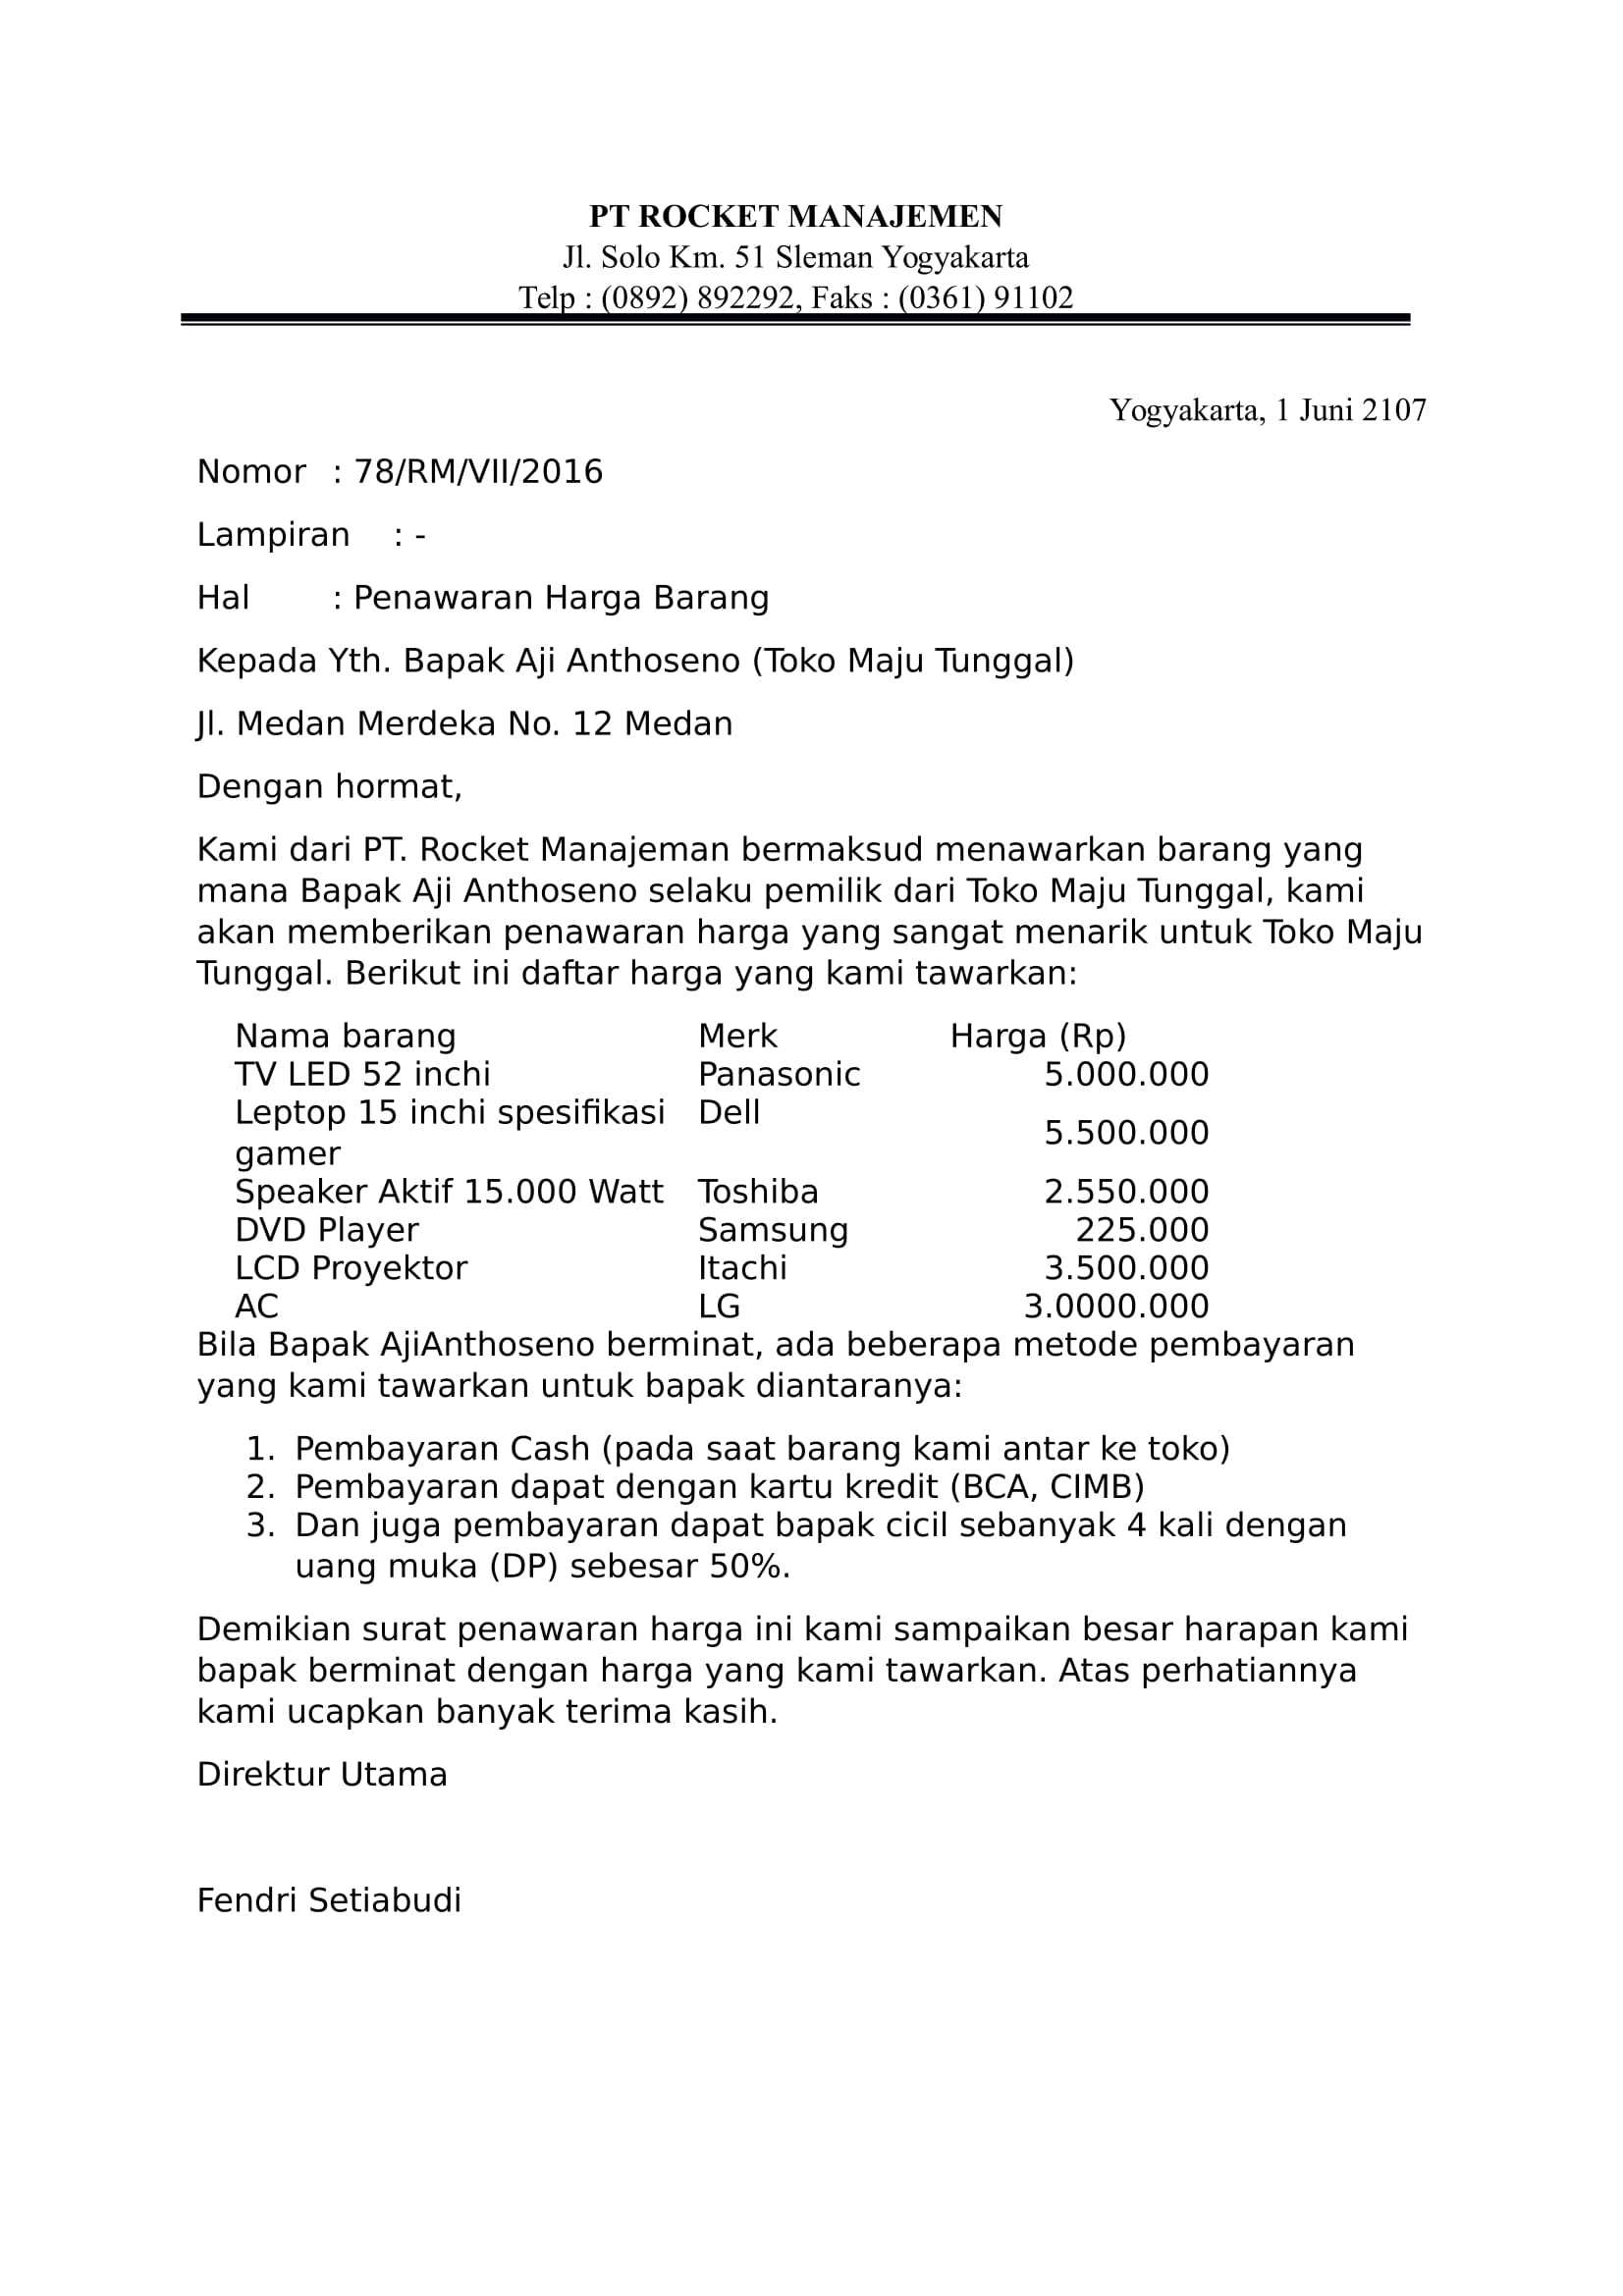 PT ROCKET MANAJEMEN
Jl. Solo Km. 51 Sleman Yogyakarta
Telp : (0892) 892292, Faks : (0361) 91102
Yogyakarta, 1 Juni 2107
Nomor : 78/RM/VII/2016
Lampiran : -
Hal : Penawaran Harga Barang
Kepada Yth. Bapak Aji Anthoseno (Toko Maju Tunggal)
Jl. Medan Merdeka No. 12 Medan
Dengan hormat,
Kami dari PT. Rocket Manajeman bermaksud menawarkan barang yang
mana Bapak Aji Anthoseno selaku pemilik dari Toko Maju Tunggal, kami
akan memberikan penawaran harga yang sangat menarik untuk Toko Maju
Tunggal. Berikut ini daftar harga yang kami tawarkan:
Nama barang Merk Harga (Rp)
TV LED 52 inchi Panasonic 5.000.000
Leptop 15 inchi spesifikasi Dell 5.500.000
gamer
Speaker Aktif 15.000 Watt Toshiba 2.550.000
DVD Player Samsung 225.000
LCD Proyektor Itachi 3.500.000
AC LG 3.0000.000
Bila Bapak AjiAnthoseno berminat, ada beberapa metode pembayaran
yang kami tawarkan untuk bapak diantaranya:
1. Pembayaran Cash (pada saat barang kami antar ke toko)
2. Pembayaran dapat dengan kartu kredit (BCA, CIMB)
3. Dan juga pembayaran dapat bapak cicil sebanyak 4 kali dengan
uang muka (DP) sebesar 50%.
Demikian surat penawaran harga ini kami sampaikan besar harapan kami
bapak berminat dengan harga yang kami tawarkan. Atas perhatiannya
kami ucapkan banyak terima kasih.
Direktur Utama
Fendri Setiabudi